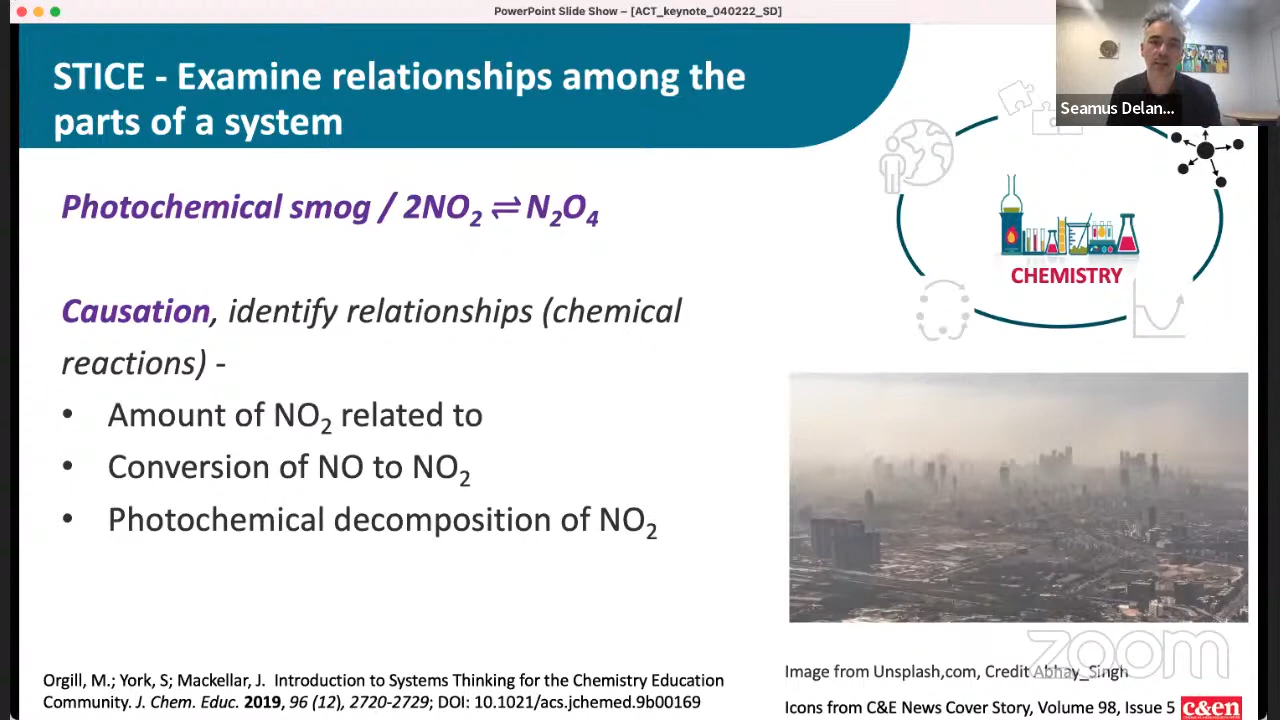 PowerPoint Slide Show – [ACT_keynote_040222_SD]
STICE - Examine relationships among the
parts of a system
Seamus Delan...
Photochemical smog / 2NO₂ ⇌ N₂O₄
CHEMISTRY
Causation, identify relationships (chemical
reactions) -
• Amount of NO₂ related to
• Conversion of NO to NO₂
• Photochemical decomposition of NO₂
zoom
Orgill, M.; York, S; Mackellar, J. Introduction to Systems Thinking for the Chemistry Education
Community. J. Chem. Educ. 2019, 96 (12), 2720-2729; DOI: 10.1021/acs.jchemed.9b00169
Image from Unsplash,com, Credit Abhay_Singh
Icons from C&E News Cover Story, Volume 98, Issue 5
c&en